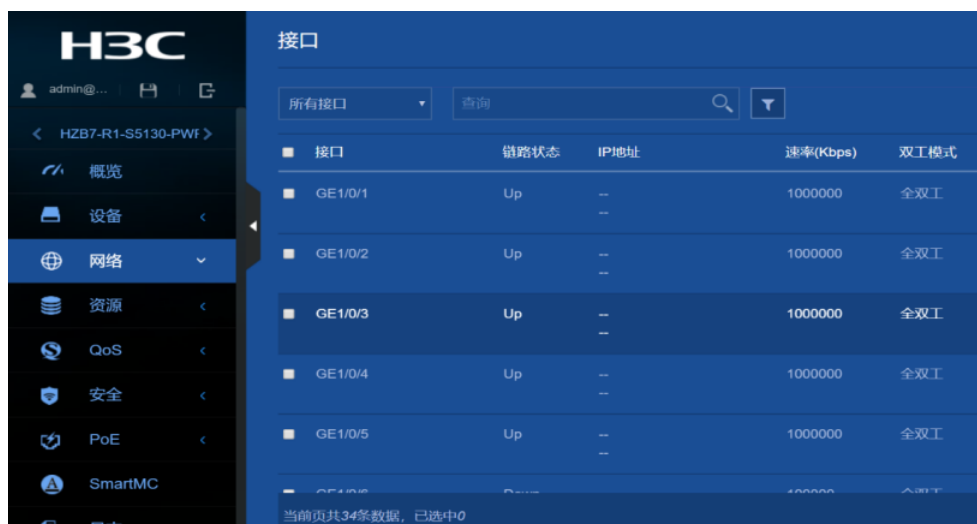 H3C
admin@...
HZB7-R1-S5130-PWF
概览
设备
网络
资源
QoS
安全
PoE
SmartMC
接口
所有接口 查询
接口 链路状态 IP地址 速率(Kbps) 双工模式
GE1/0/1 Up -- 1000000 全双工
--
GE1/0/2 Up -- 1000000 全双工
--
GE1/0/3 Up -- 1000000 全双工
--
GE1/0/4 Up -- 1000000 全双工
--
GE1/0/5 Up -- 1000000 全双工
--
GE1/0/6 Down
当前页共34条数据，已选中0